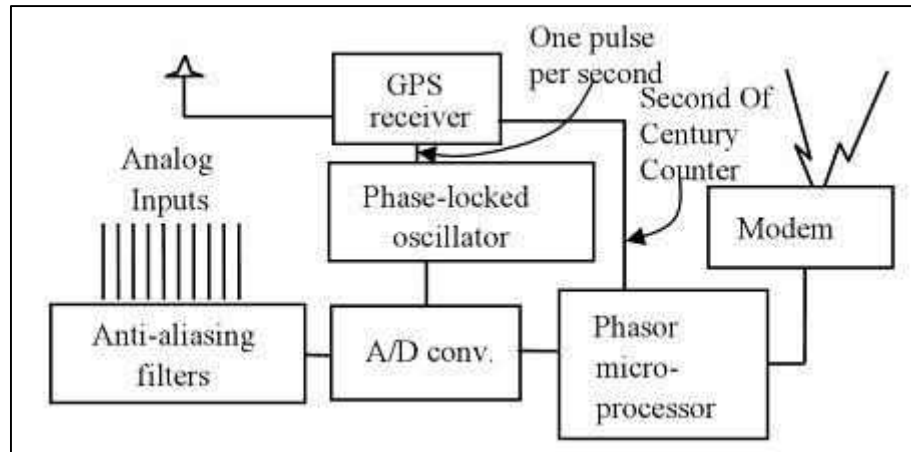 One pulse
per second
GPS
receiver
Second Of
Century
Counter
Analog
Inputs
Phase-locked
oscillator
Modem
Anti-aliasing
filters
A/D conv.
Phasor
micro-
processor